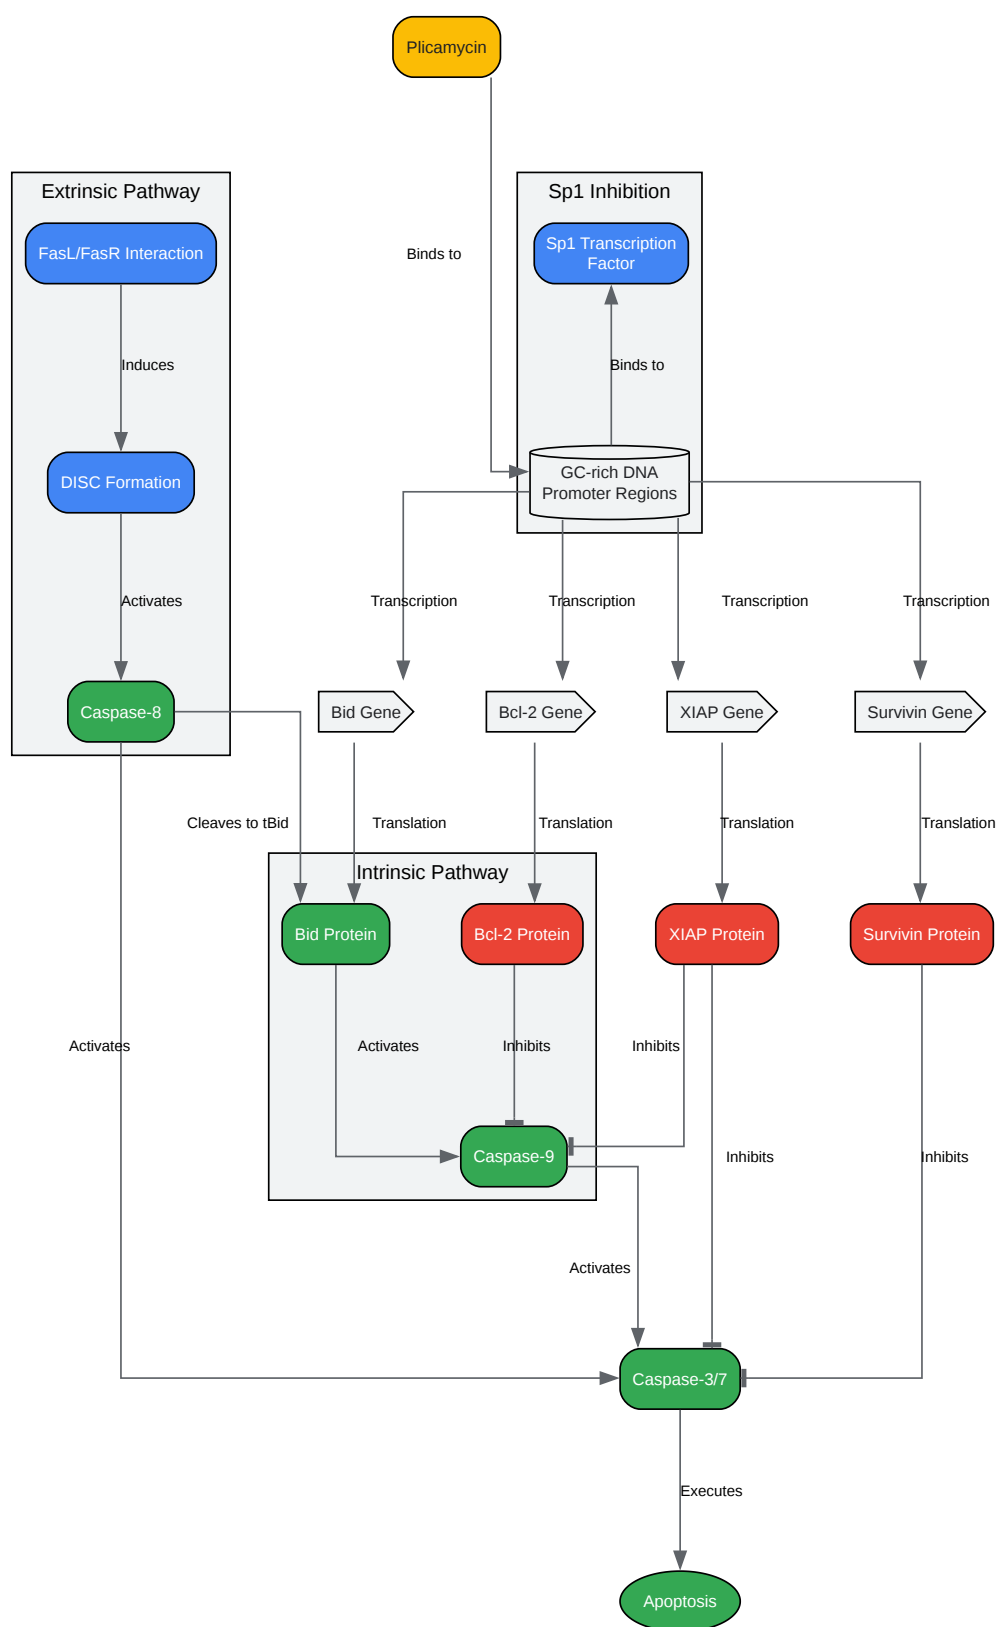 Plicamycin
Extrinsic Pathway
Sp1 Inhibition
FasL/FasR Interaction
Sp1 Transcription
Factor
Binds to
Induces
Binds to
DISC Formation
GC-rich DNA
Promoter Regions
Activates
Transcription
Transcription
Transcription
Transcription
Caspase-8
Bid Gene
Bcl-2 Gene
XIAP Gene
Survivin Gene
Cleaves to tBid
Translation
Translation
Translation
Translation
Intrinsic Pathway
Bid Protein
Bcl-2 Protein
XIAP Protein
Survivin Protein
Activates
Activates
Inhibits
Inhibits
Caspase-9
Inhibits
Inhibits
Activates
Caspase-3/7
Executes
Apoptosis